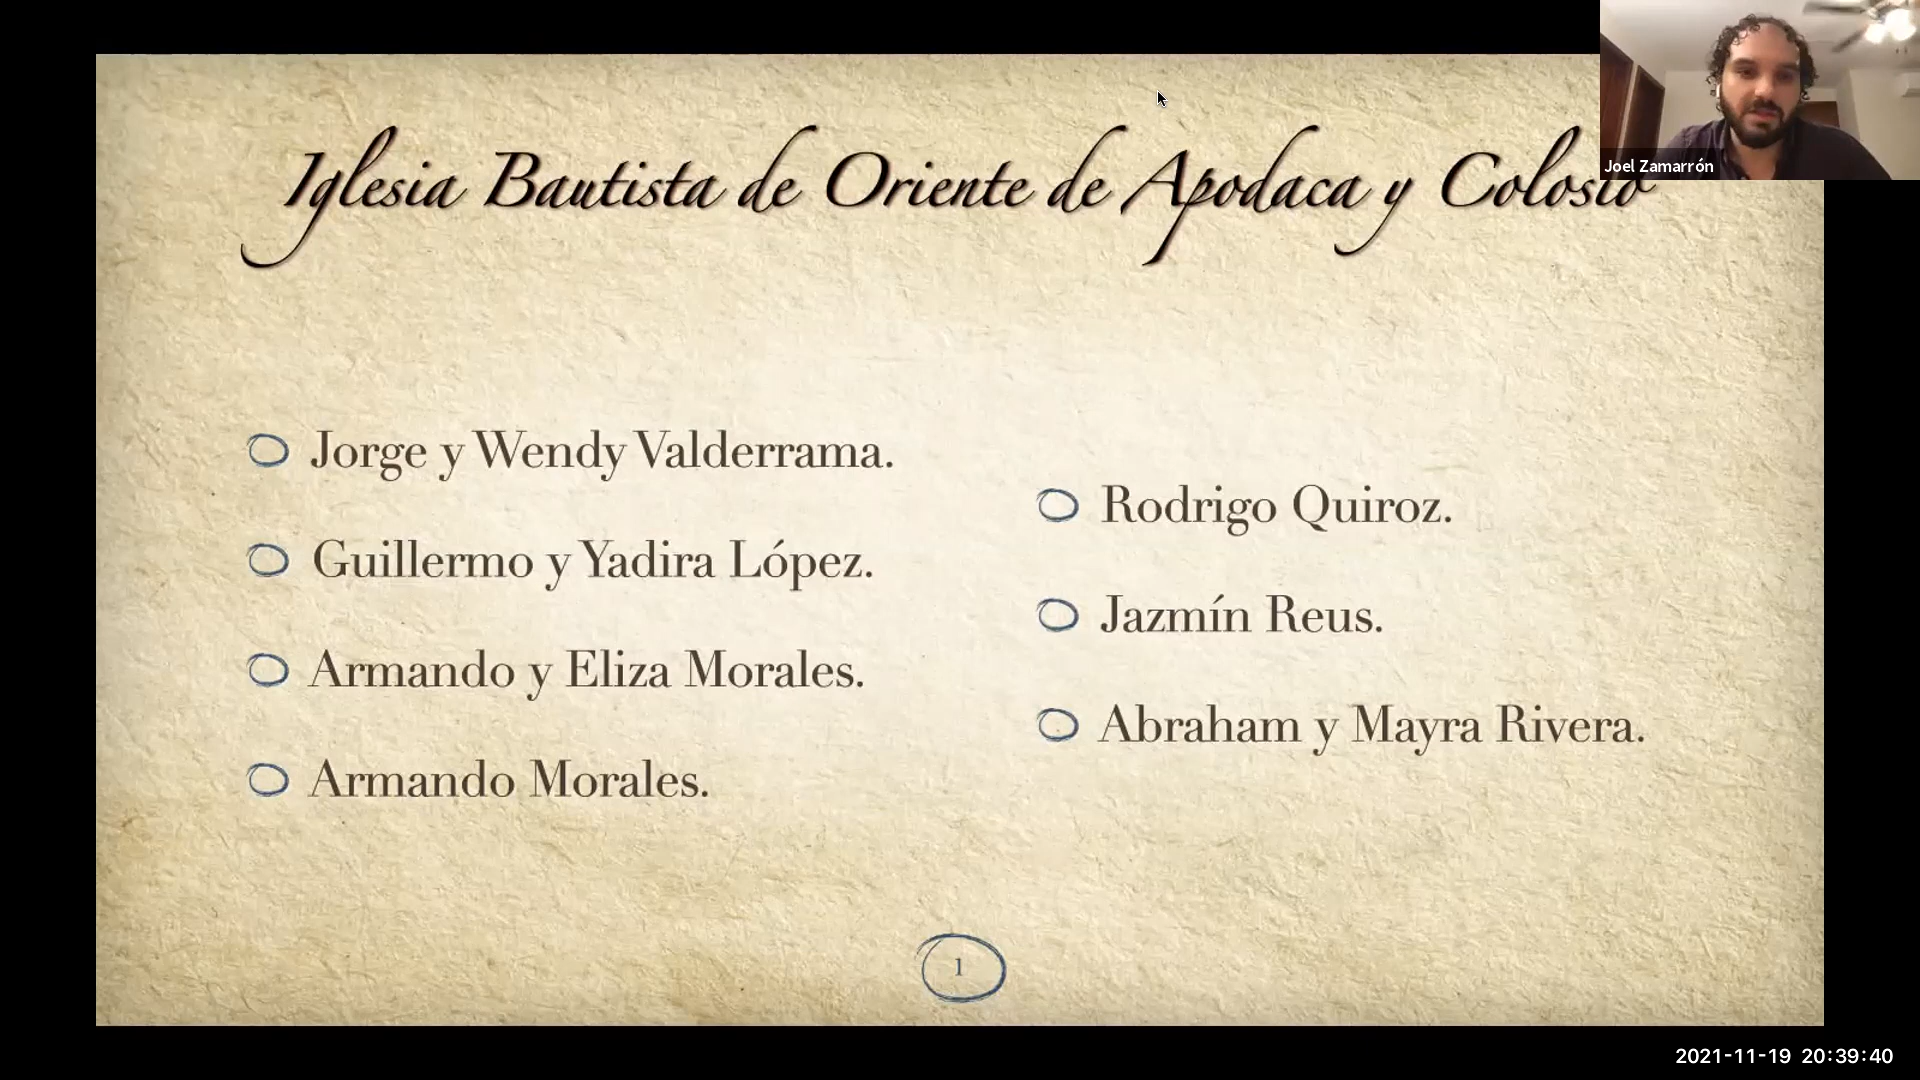 Iglesia Bautista de Oriente de Apodaca y Colosio
Joel Zamarrón
Jorge y Wendy Valderrama.
Guillermo y Yadira López.
Armando y Eliza Morales.
Armando Morales.
Rodrigo Quiroz.
Jazmín Reus.
Abraham y Mayra Rivera.
1
2021-11-19 20:39:40